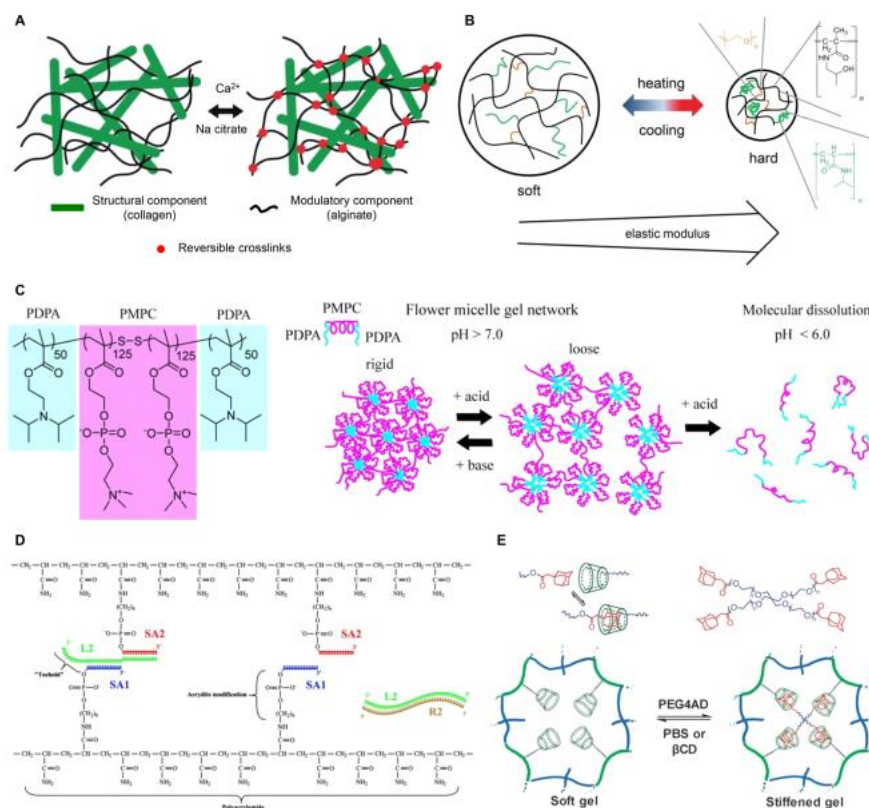 A
Ca²⁺
Na citrate
Structural component
(collagen)
Modulatory component
(alginate)
Reversible crosslinks
B
heating
cooling
soft
hard
elastic modulus
C
PDPA
PMPC
PDPA
50
S-S
125
125
50
PMPC
PDPA
PDPA
Flower micelle gel network
pH > 7.0
rigid
loose
+ acid
+ base
+ acid
Molecular dissolution
pH < 6.0
D
L2
SA2
"Toehold"
SA1
Acrydite modification
SA2
SA1
L2
R2
E
PEG4AD
PBS or
βCD
Soft gel
Stiffened gel